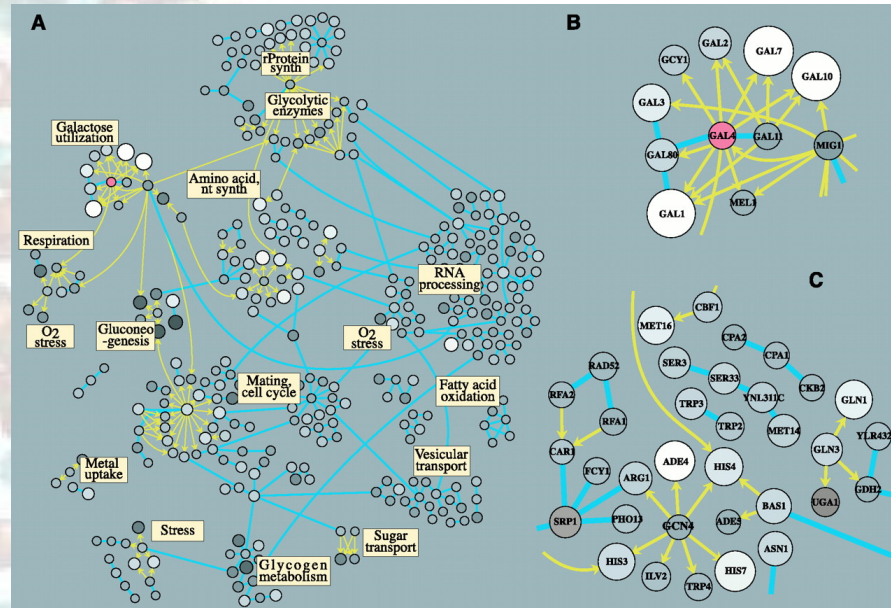 A
rProtein
synth
Glycolytic
enzymes
Galactose
utilization
Amino acid,
nt synth
Respiration
RNA
processing
O2
stress
Gluconeo
-genesis
O2
stress
Mating,
cell cycle
Fatty acid
oxidation
Metal
uptake
Vesicular
transport
Stress
Sugar
transport
Glycogen
metabolism
B
GAL2
GAL7
GCY1
GAL10
GAL3
GAL4
GAL11
MIG1
GAL80
GAL1
MEL1
C
MET16
CBF1
CPA2
CPA1
CKB2
SER3
SER33
YNL311C
MET14
TRP3
TRP2
RAD52
RFA2
RFA1
CAR1
GLN1
GLN3
YLR432
GDH2
UGA1
ADE4
HIS4
FCY1
ARG1
BAS1
SRP1
PHO13
GCN4
ADE5
ASN1
HIS3
ILV2
TRP4
HIS7